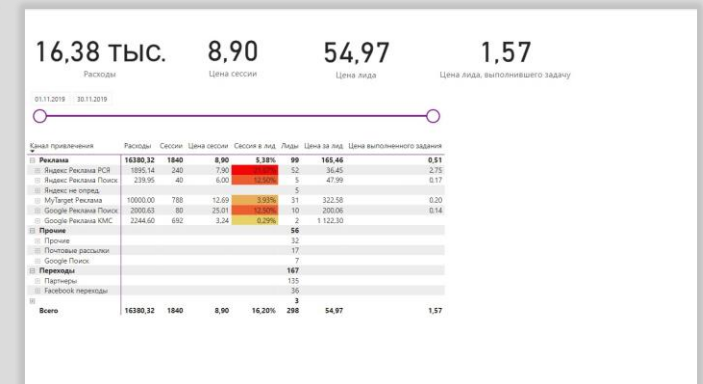 16,38 тыс. 8,90 54,97 1,57
Расходы Цена сессии Цена лида Цена лида, выполнившего задачу
01.11.2019 30.11.2019
Канал привлечения Расходы Сессии Цена сессии Сессия в лид Лиды Цена за лид Цена выполненного задания
Реклама 16380,32 1840 8,90 5,38% 99 165,46 0,51
Яндекс Реклама РСЯ 1895,14 240 7,90 52 36,45 2,75
Яндекс Реклама Поиск 239,95 40 6,00 12,50% 5 47,99 0,17
Яндекс не опред. 5
MyTarget Реклама 10000,00 788 12,69 3,93% 31 322,58 0,20
Google Реклама Поиск 2000,63 80 25,01 12,50% 10 200,06 0,14
Google Реклама КМС 2244,60 692 3,24 0,29% 2 1 122,30
Прочие 56
Прочие 32
Почтовые рассылки 17
Google Поиск 7
Переходы 167
Партнеры 135
Facebook переходы 36
3
Всего 16380,32 1840 8,90 16,20% 298 54,97 1,57